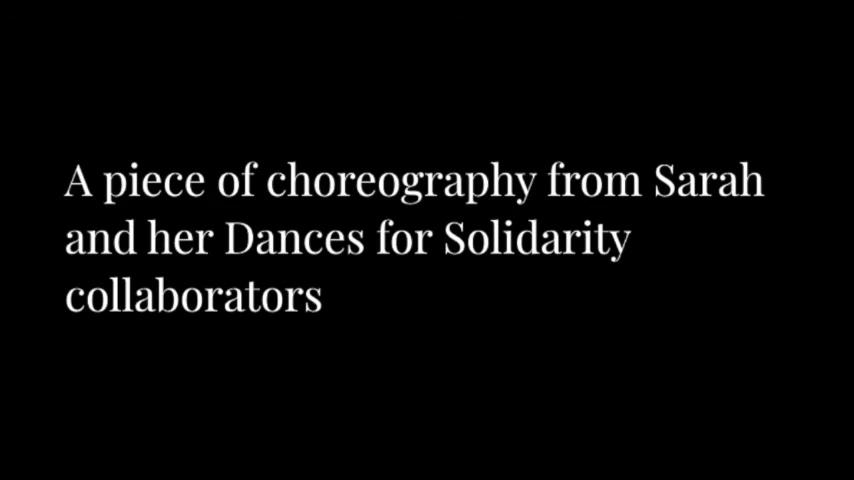 A piece of choreography from Sarah
and her Dances for Solidarity
collaborators